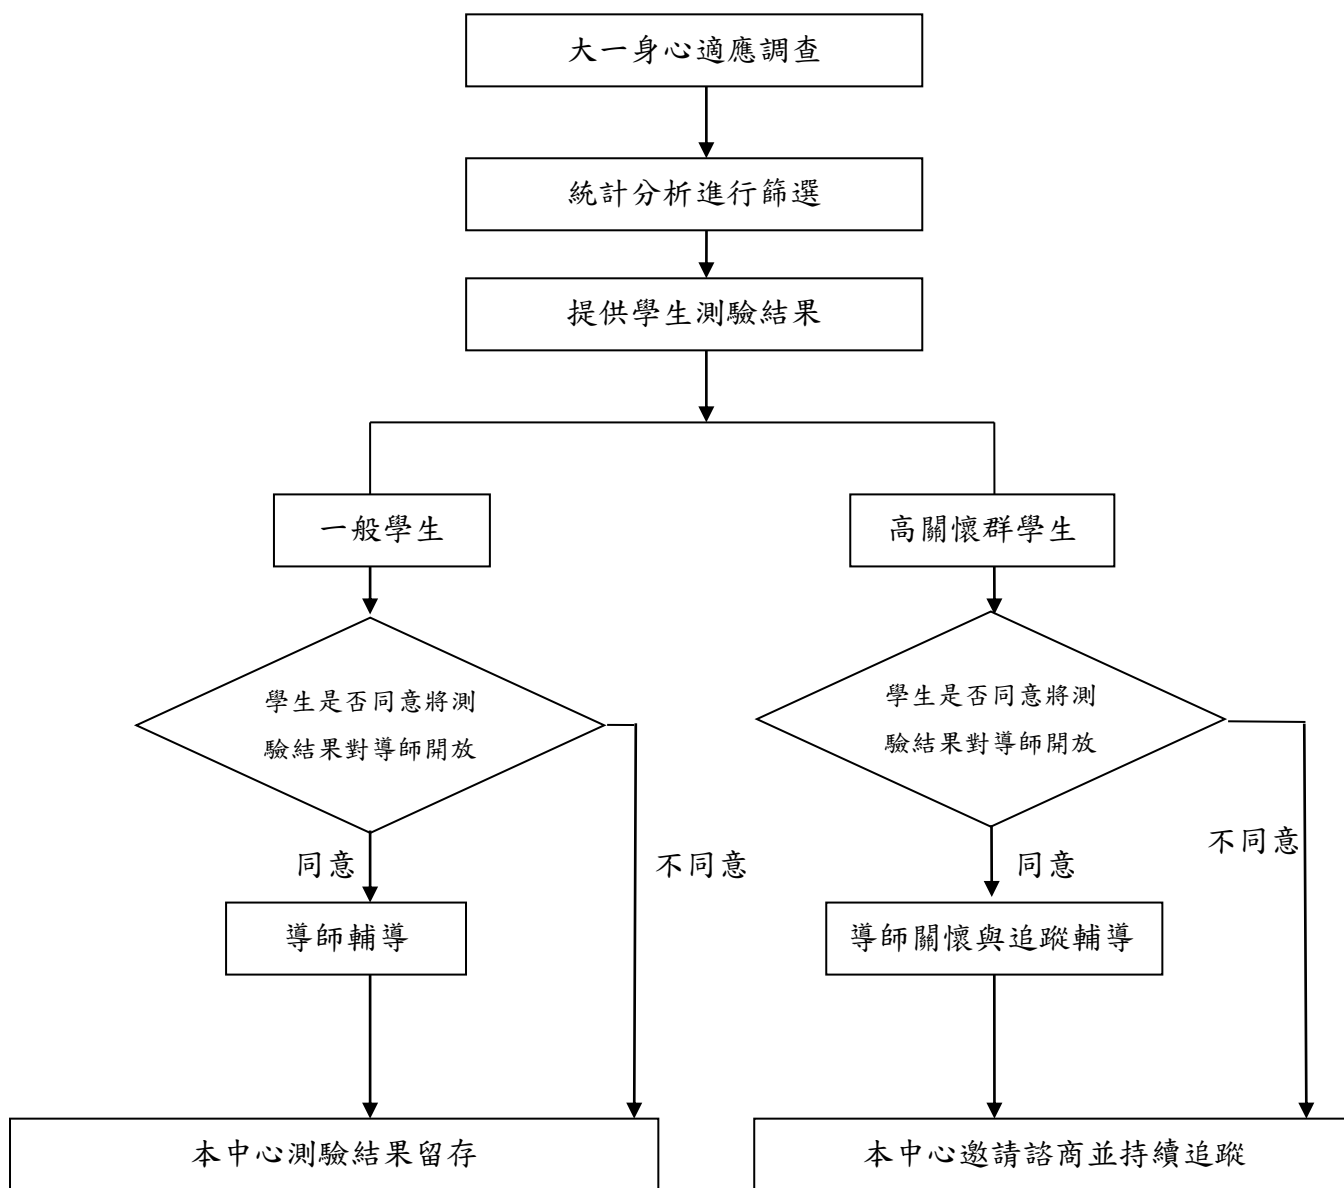 大一身心適應調查
統計分析進行篩選
提供學生測驗結果
一般學生
高關懷群學生
學生是否同意將測
驗結果對導師開放
學生是否同意將測
驗結果對導師開放
同意
不同意
同意
不同意
導師輔導
導師關懷與追蹤輔導
本中心測驗結果留存
本中心邀請諮商並持續追蹤